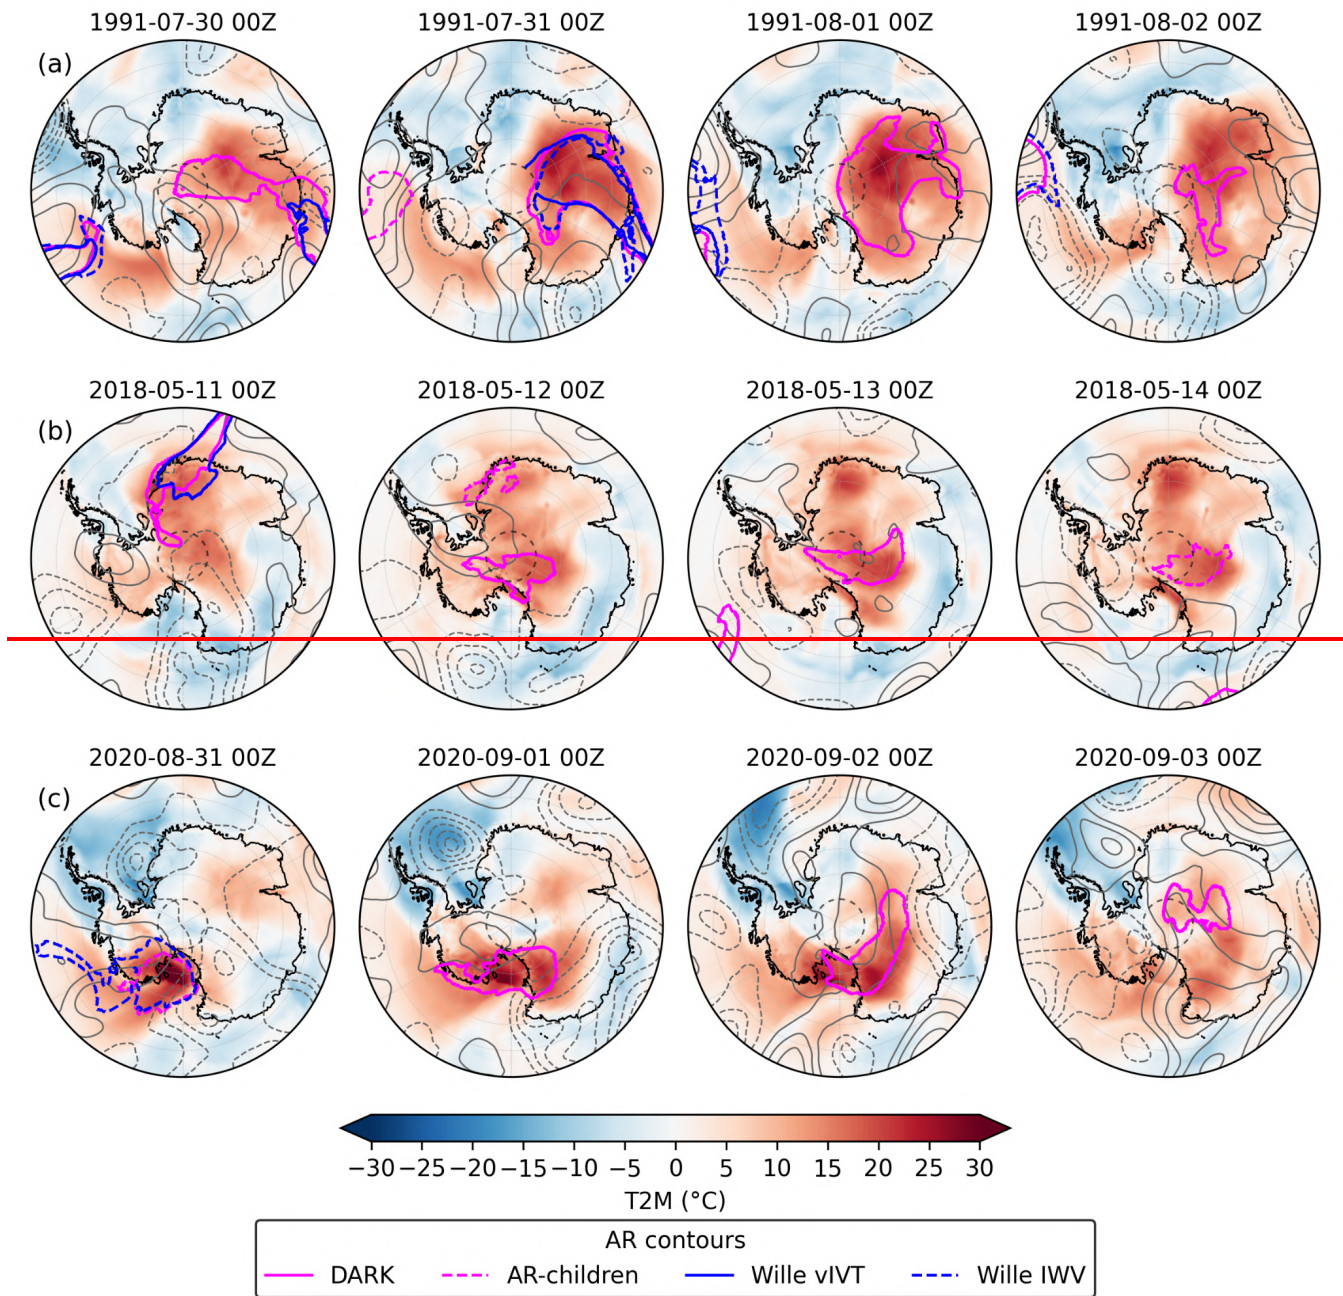 1991-07-30 00Z 1991-07-31 00Z 1991-08-01 00Z 1991-08-02 00Z
(a)
2018-05-11 00Z 2018-05-12 00Z 2018-05-13 00Z 2018-05-14 00Z
(b)
2020-08-31 00Z 2020-09-01 00Z 2020-09-02 00Z 2020-09-03 00Z
(c)
−30 −25 −20 −15 −10 −5 0 5 10 15 20 25 30
T2M (°C)
AR contours
DARK AR-children Wille vIVT Wille IWV